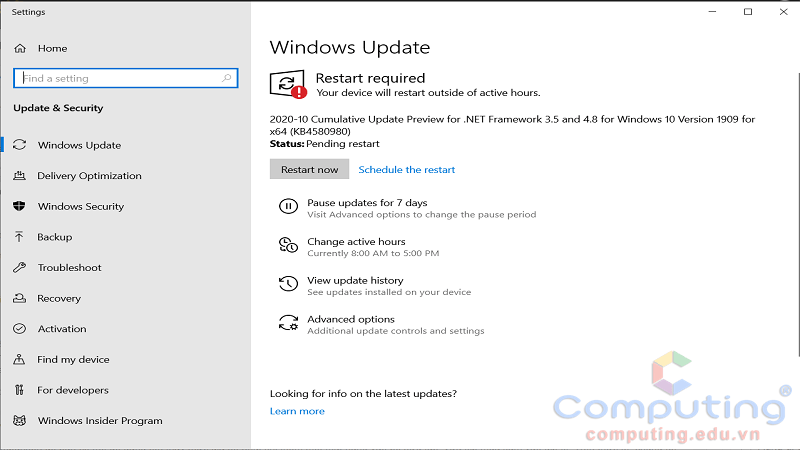 Settings
Home
Find a setting
Update & Security
Windows Update
Delivery Optimization
Windows Security
Backup
Troubleshoot
Recovery
Activation
Find my device
For developers
Windows Insider Program
Windows Update
Restart required
Your device will restart outside of active hours.
2020-10 Cumulative Update Preview for .NET Framework 3.5 and 4.8 for Windows 10 Version 1909 for
x64 (KB4580980)
Status: Pending restart
Restart now Schedule the restart
Pause updates for 7 days
Visit Advanced options to change the pause period
Change active hours
Currently 8:00 AM to 5:00 PM
View update history
See updates installed on your device
Advanced options
Additional update controls and settings
Looking for info on the latest updates?
Learn more
Computing®
computing.edu.vn